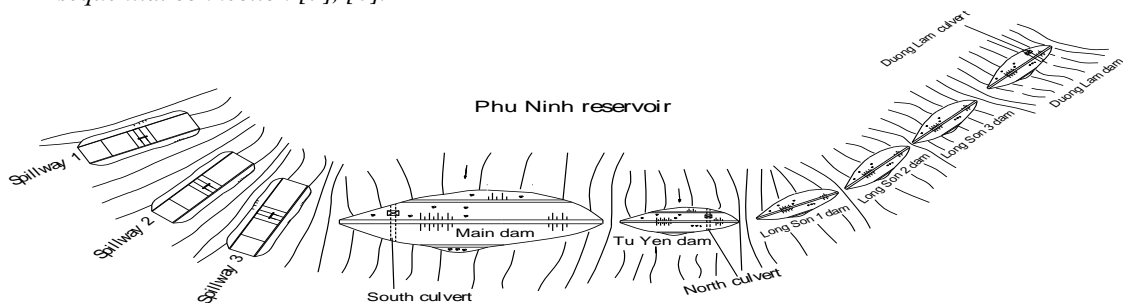 Duong Lam culvert
Phu Ninh reservoir
Duong Lam dam
Long Son 3 dam
Long Son 2 dam
Long Son 1 dam
Spillway 1
Spillway 2
Spillway 3
Main dam
Tu Yen dam
South culvert
North culvert